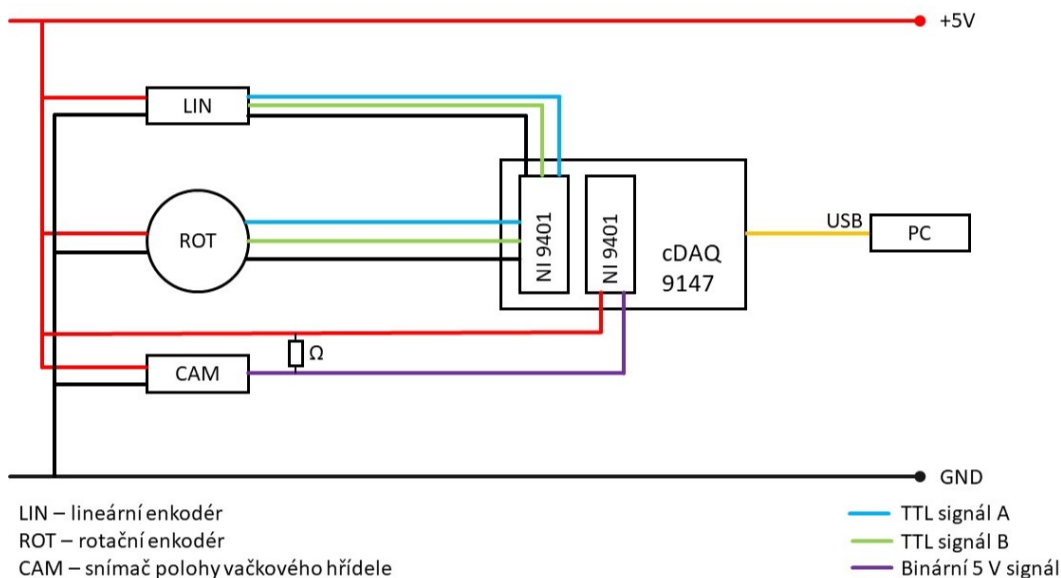 +5V
LIN
ROT
NI 9401
NI 9401
cDAQ
9147
USB
PC
Ω
CAM
GND
LIN – lineární enkodér
ROT – rotační enkodér
CAM – snímač polohy vačkového hřídele
TTL signál A
TTL signál B
Binární 5 V signál